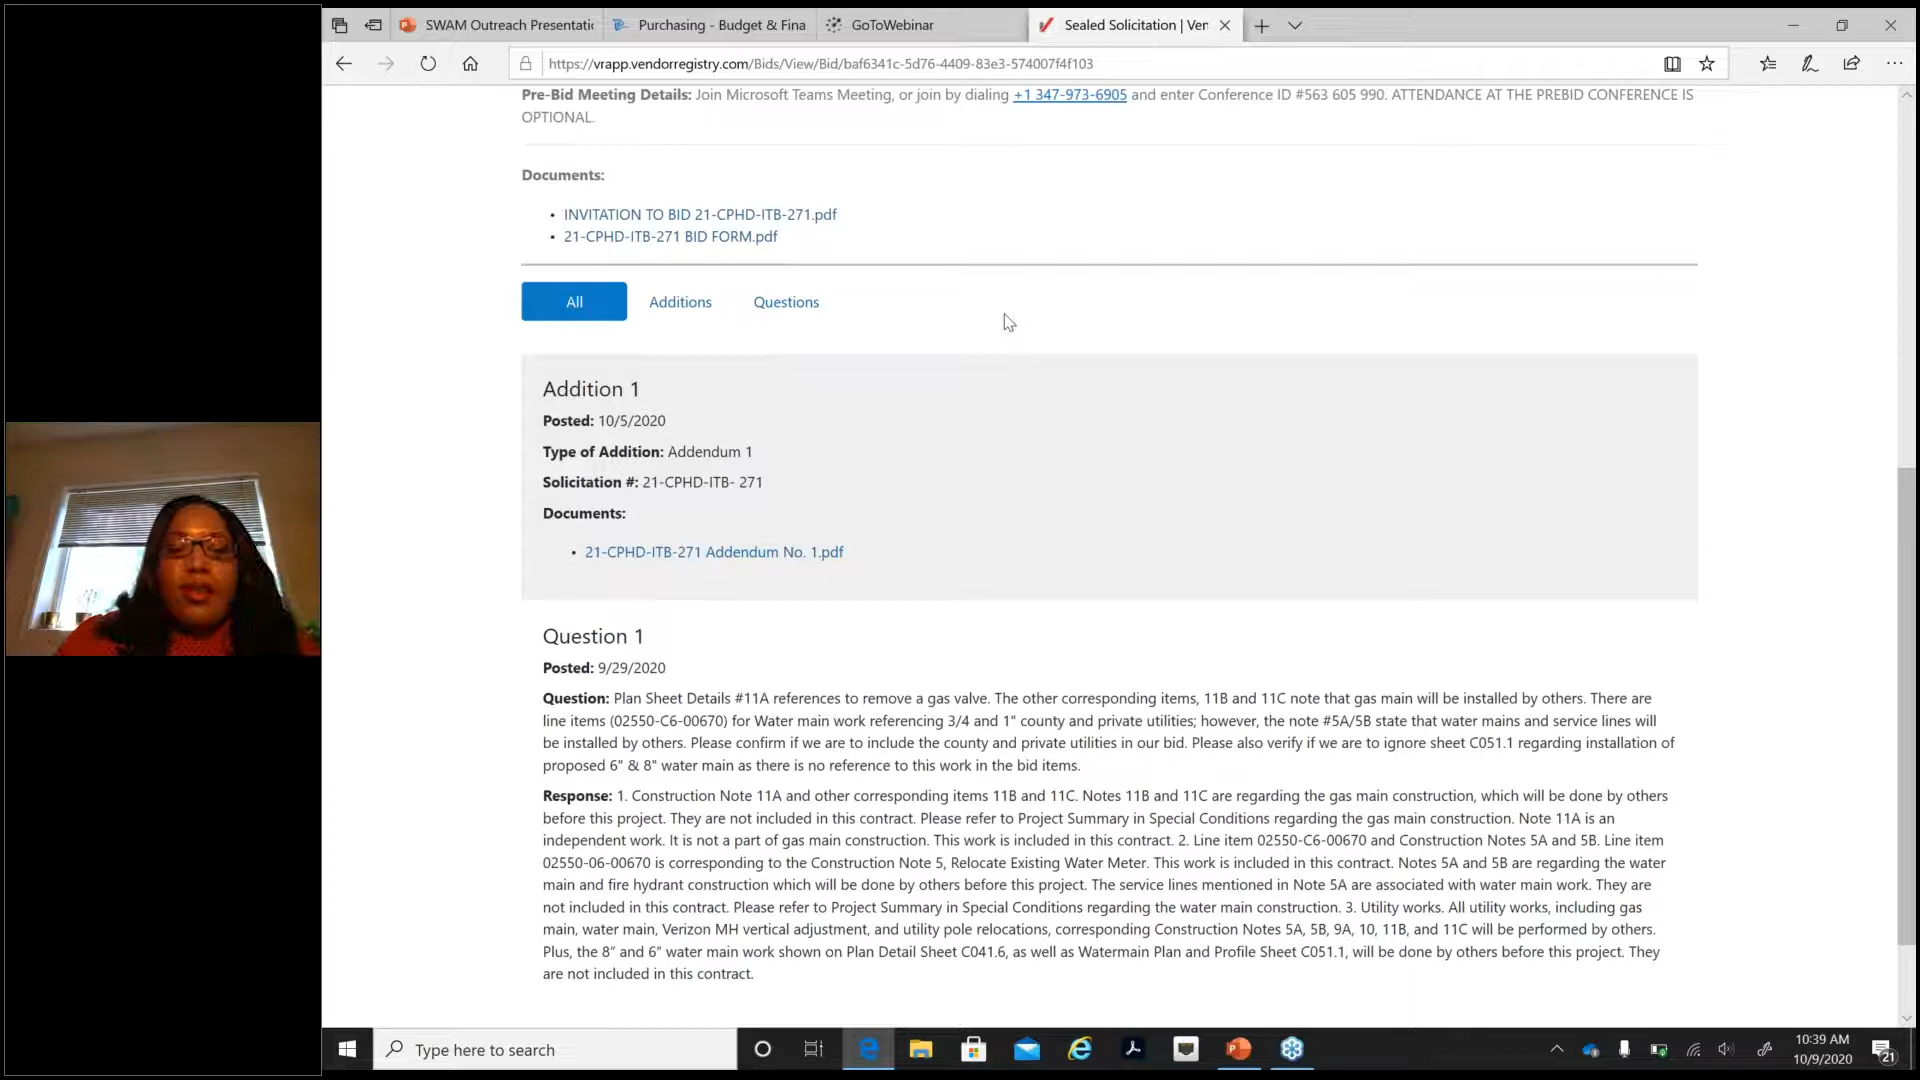 SWAM Outreach Presentatic
Purchasing - Budget & Fina
GoToWebinar
Sealed Solicitation | Ver
https://vrapp.vendorregistry.com/Bids/View/Bid/baf6341c-5d76-4409-83e3-574007f4f103
Pre-Bid Meeting Details: Join Microsoft Teams Meeting, or join by dialing +1 347-973-6905 and enter Conference ID #563 605 990. ATTENDANCE AT THE PREBID CONFERENCE IS
OPTIONAL.
Documents:
• INVITATION TO BID 21-CPHD-ITB-271.pdf
• 21-CPHD-ITB-271 BID FORM.pdf
All Additions Questions
Addition 1
Posted: 10/5/2020
Type of Addition: Addendum 1
Solicitation #: 21-CPHD-ITB- 271
Documents:
• 21-CPHD-ITB-271 Addendum No. 1.pdf
Question 1
Posted: 9/29/2020
Question: Plan Sheet Details #11A references to remove a gas valve. The other corresponding items, 11B and 11C note that gas main will be installed by others. There are
line items (02550-C6-00670) for Water main work referencing 3/4 and 1" county and private utilities; however, the note #5A/5B state that water mains and service lines will
be installed by others. Please confirm if we are to include the county and private utilities in our bid. Please also verify if we are to ignore sheet C051.1 regarding installation of
proposed 6" & 8" water main as there is no reference to this work in the bid items.
Response: 1. Construction Note 11A and other corresponding items 11B and 11C. Notes 11B and 11C are regarding the gas main construction, which will be done by others
before this project. They are not included in this contract. Please refer to Project Summary in Special Conditions regarding the gas main construction. Note 11A is an
independent work. It is not a part of gas main construction. This work is included in this contract. 2. Line item 02550-C6-00670 and Construction Notes 5A and 5B. Line item
02550-06-00670 is corresponding to the Construction Note 5, Relocate Existing Water Meter. This work is included in this contract. Notes 5A and 5B are regarding the water
main and fire hydrant construction which will be done by others before this project. The service lines mentioned in Note 5A are associated with water main work. They are
not included in this contract. Please refer to Project Summary in Special Conditions regarding the water main construction. 3. Utility works. All utility works, including gas
main, water main, Verizon MH vertical adjustment, and utility pole relocations, corresponding Construction Notes 5A, 5B, 9A, 10, 11B, and 11C will be performed by others.
Plus, the 8” and 6” water main work shown on Plan Detail Sheet C041.6, as well as Watermain Plan and Profile Sheet C051.1, will be done by others before this project. They
are not included in this contract.
Type here to search
10:39 AM
10/9/2020
21